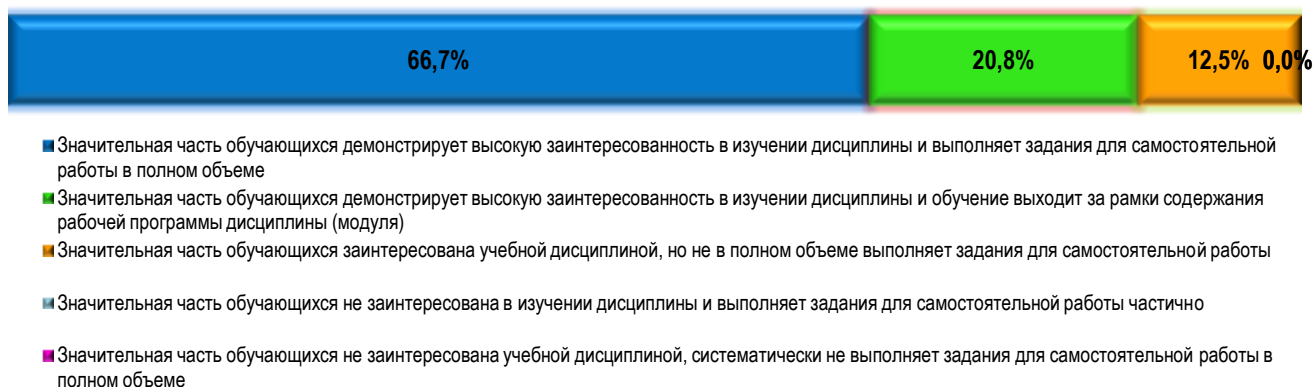 66,7% 20,8% 12,5% 0,0%
Значительная часть обучающихся демонстрирует высокую заинтересованность в изучении дисциплины и выполняет задания для самостоятельной
работы в полном объеме
Значительная часть обучающихся демонстрирует высокую заинтересованность в изучении дисциплины и обучение выходит за рамки содержания
рабочей программы дисциплины (модуля)
Значительная часть обучающихся заинтересована учебной дисциплиной, но не в полном объеме выполняет задания для самостоятельной работы
Значительная часть обучающихся не заинтересована в изучении дисциплины и выполняет задания для самостоятельной работы частично
Значительная часть обучающихся не заинтересована учебной дисциплиной, систематически не выполняет задания для самостоятельной работы в
полном объеме